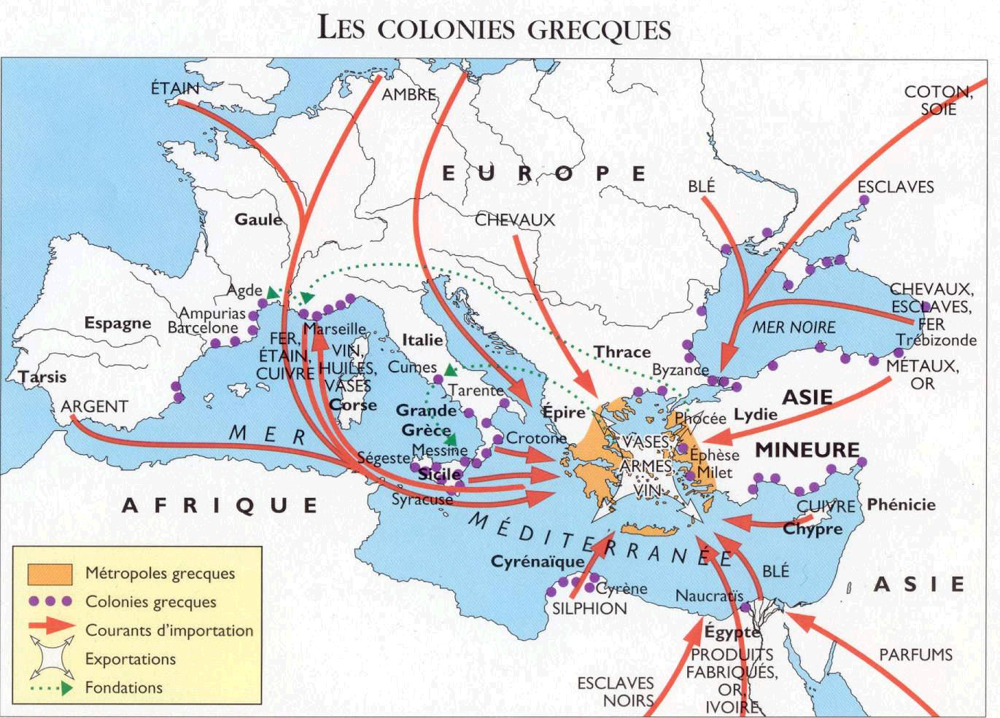 LES COLONIES GRECQUES
ÉTAIN
AMBRE
COTON,
SOIE
EUROPE
BLÉ
ESCLAVES
Gaule
CHEVAUX
Agde
CHEVAUX,
ESCLAVES,
FER
Ampurias
Barcelone
Espagne
Marseille
MER NOIRE
Trébizonde
FER,
ÉTAIN,
CUIVRE
VIN,
HUILES,
VASES
Italie
Thrace
Cumes
Byzance
MÉTAUX,
OR
Tarsis
Tarente
ARGENT
Corse
Grande
Grèce
Épire
Phocée
Lydie
ASIE
MINEURE
MER
Messine
Crotone
VASES,
ARMES,
VIN
Éphèse
Milet
Ségeste
Sicile
Syracuse
AFRIQUE
CUIVRE
Phénicie
Chypre
MÉDITERRANÉE
Cyrénaïque
BLÉ
ASIE
Cyrène
SILPHION
Naucratïs
Égypte
PRODUITS
FABRIQUÉS,
OR,
IVOIRE
PARFUMS
ESCLAVES
NOIRS
Métropoles grecques
Colonies grecques
Courants d'importation
Exportations
Fondations